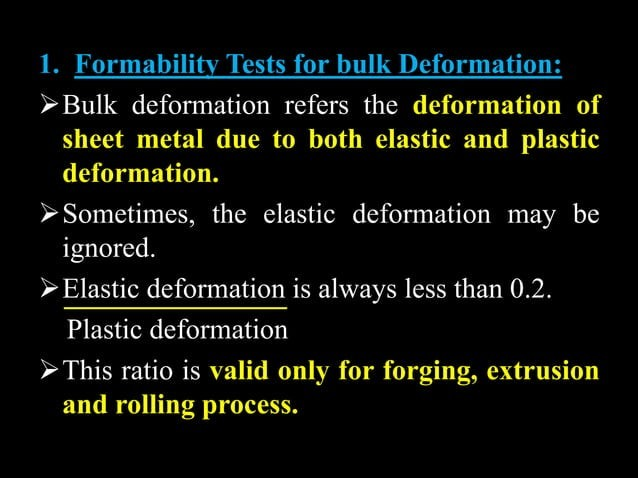 1. Formability Tests for bulk Deformation:
➢Bulk deformation refers the deformation of
sheet metal due to both elastic and plastic
deformation.
➢Sometimes, the elastic deformation may be
ignored.
➢Elastic deformation is always less than 0.2.
Plastic deformation
➢This ratio is valid only for forging, extrusion
and rolling process.